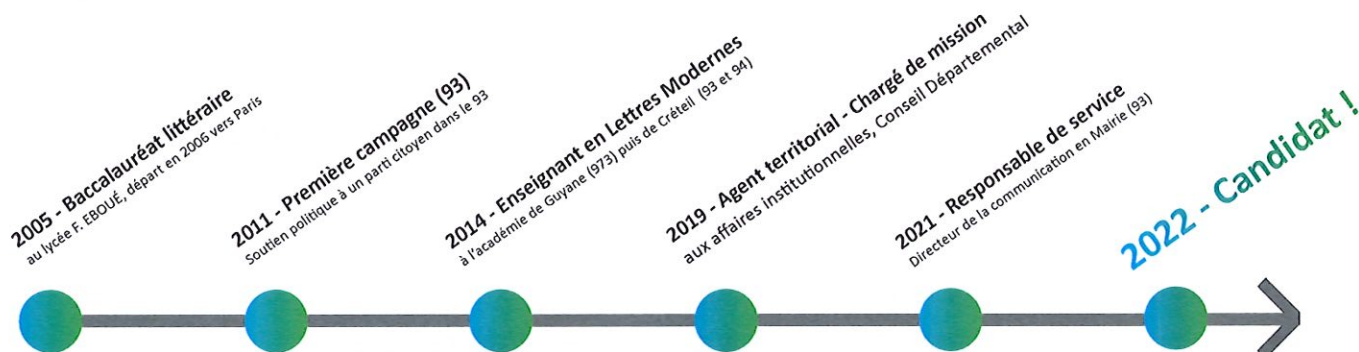 2005 - Baccalauréat littéraire
au lycée F. EBOUÉ, départ en 2006 vers Paris
2011 - Première campagne (93)
Soutien politique à un parti citoyen dans le 93
2014 - Enseignant en Lettres Modernes
à l'académie de Guyane (973) puis de Créteil (93 et 94)
2019 - Agent territorial - Chargé de mission
aux affaires institutionnelles, Conseil Départemental
2021 - Responsable de service
Directeur de la communication en Mairie (93)
2022 - Candidat !